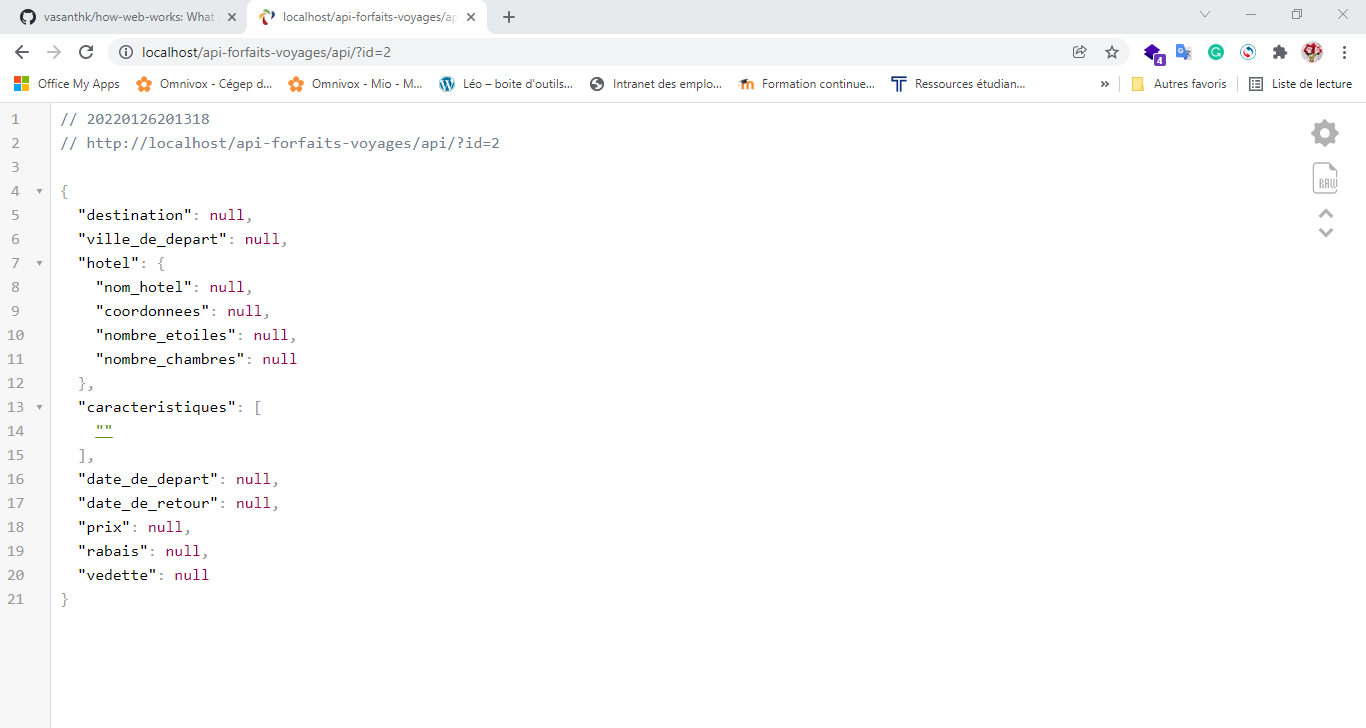 vasanthk/how-web-works: What
localhost/api-forfaits-voyages/ap
localhost/api-forfaits-voyages/api/?id=2
4
Office My Apps
Omnivox - Cégep d...
Omnivox - Mio - M...
Léo – boite d'outils...
Intranet des emplo...
Formation continue...
Ressources étudian...
»
Autres favoris
Liste de lecture
1 // 20220126201318
2 // http://localhost/api-forfaits-voyages/api/?id=2
3
4 {
5 "destination": null,
6 "ville_de_depart": null,
7 "hotel": {
8 "nom_hotel": null,
9 "coordonnees": null,
10 "nombre_etoiles": null,
11 "nombre_chambres": null
12 },
13 "caracteristiques": [
14 ""
15 ],
16 "date_de_depart": null,
17 "date_de_retour": null,
18 "prix": null,
19 "rabais": null,
20 "vedette": null
21 }
RAW